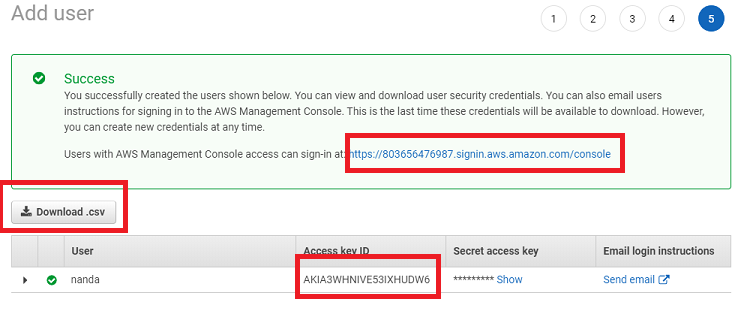 Add user
1 2 3 4 5
Success
You successfully created the users shown below. You can view and download user security credentials. You can also email users
instructions for signing in to the AWS Management Console. This is the last time these credentials will be available to download. However,
you can create new credentials at any time.
Users with AWS Management Console access can sign-in at: https://803656476987.signin.aws.amazon.com/console
Download .csv
User Access key ID Secret access key Email login instructions
nanda AKIA3WHNIVE53IXHUDW6 ********* Show Send email